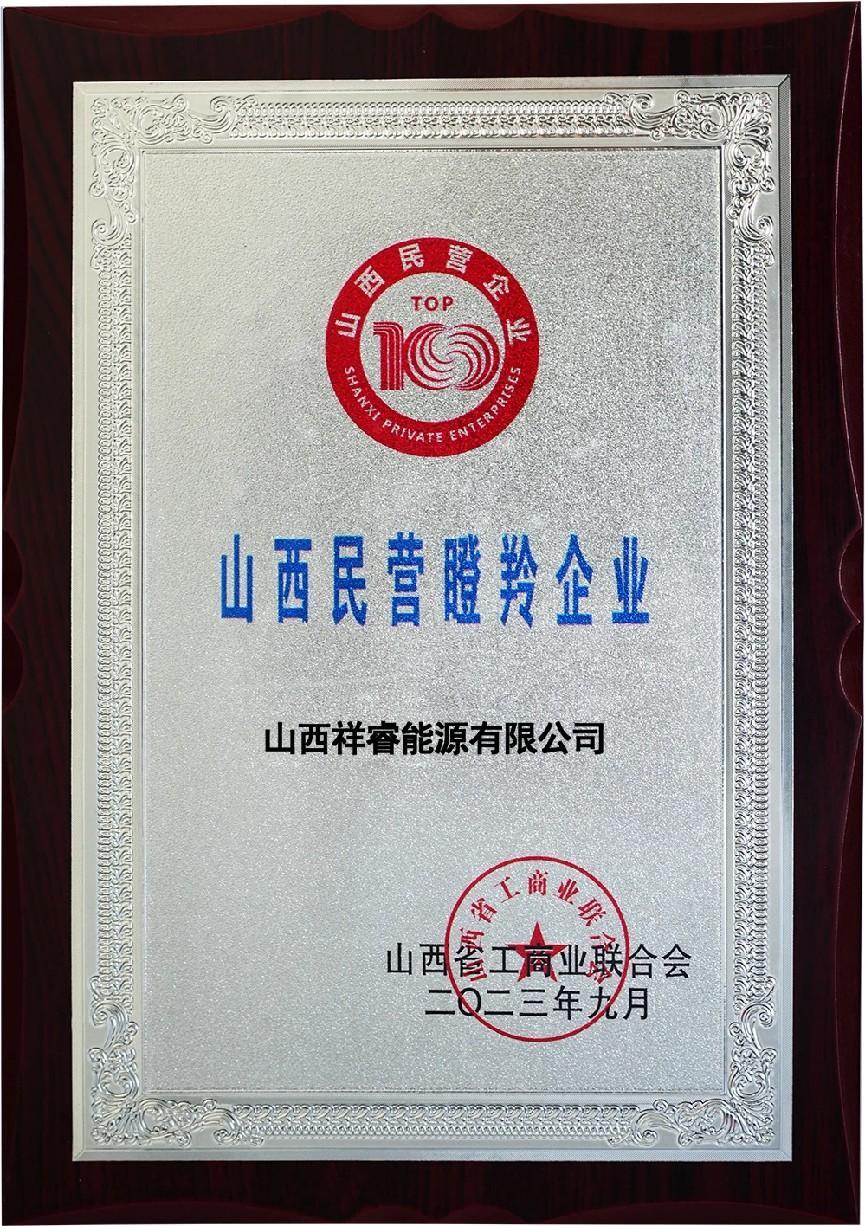 山西民营企业
TOP
100
SHANXI PRIVATE ENTERPRISES
山西民营瞪羚企业
山西祥睿能源有限公司
山西省工商业联合会
山西省工商业联合会
二〇二三年九月